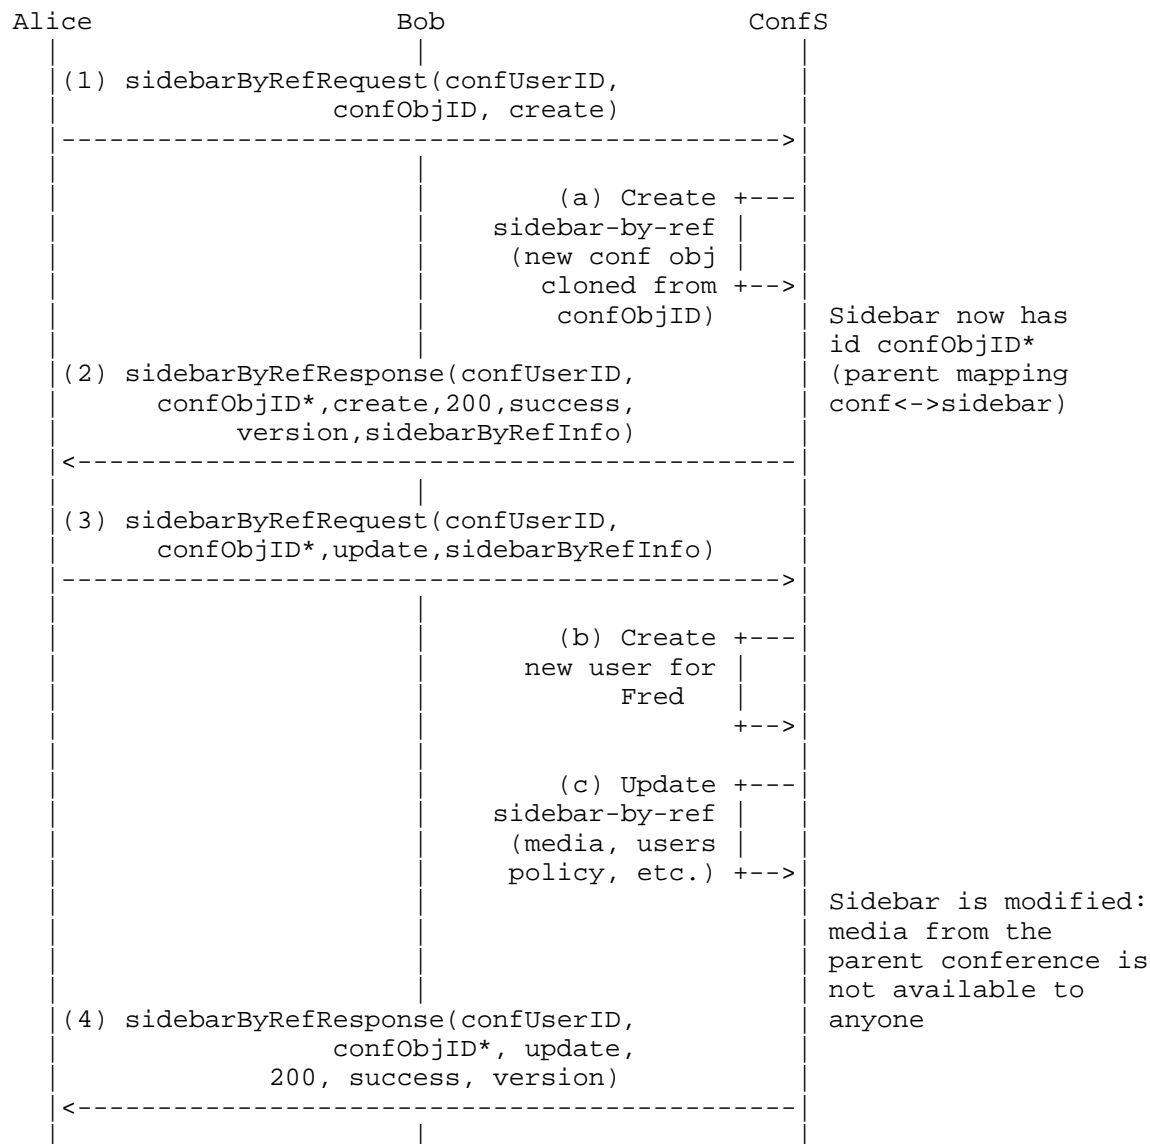 Alice Bob ConfS
(1) sidebarByRefRequest(confUserID,
confObjID, create)
(a) Create
sidebar-by-ref
(new conf obj
cloned from
confObjID)
Sidebar now has
id confObjID*
(parent mapping
conf<->sidebar)
(2) sidebarByRefResponse(confUserID,
confObjID*,create,200,success,
version,sidebarByRefInfo)
(3) sidebarByRefRequest(confUserID,
confObjID*,update,sidebarByRefInfo)
(b) Create
new user for
Fred
(c) Update
sidebar-by-ref
(media, users
policy, etc.)
Sidebar is modified:
media from the
parent conference is
not available to
anyone
(4) sidebarByRefResponse(confUserID,
confObjID*, update,
200, success, version)